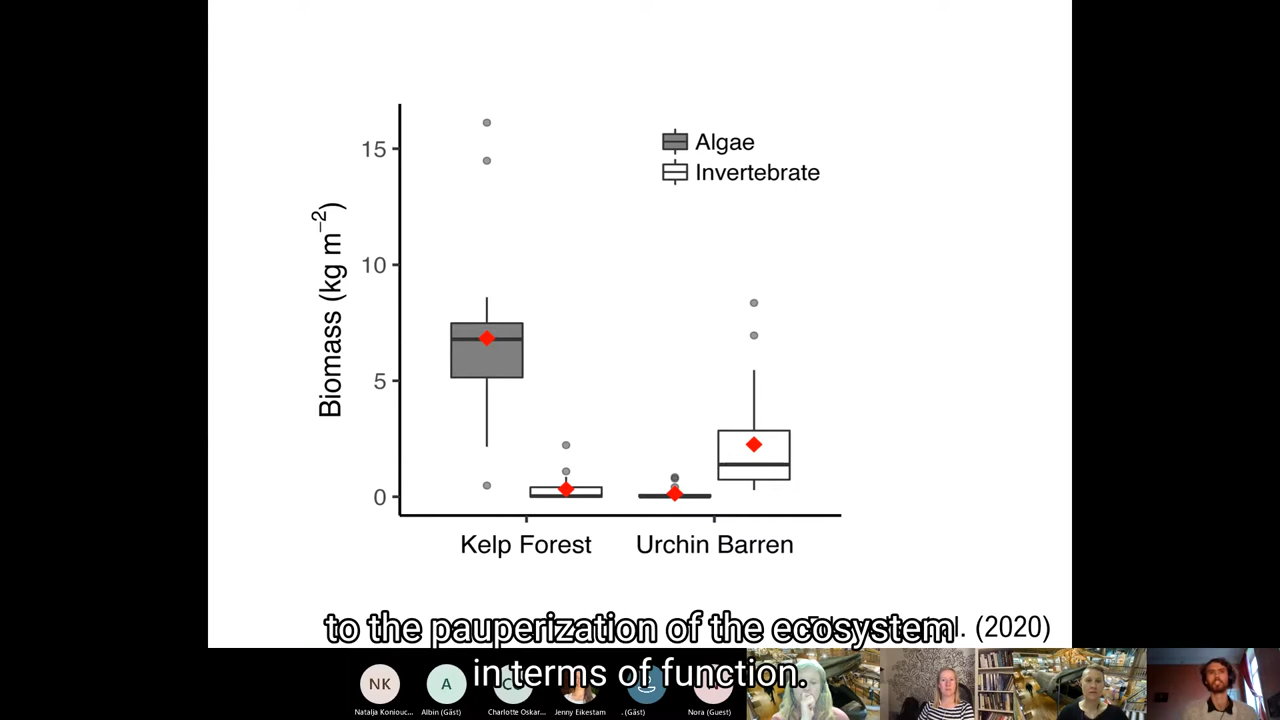 15
10
5
0
Biomass (kg m⁻²)
Algae
Invertebrate
Kelp Forest
Urchin Barren
(2020)
to the pauperization of the ecosystem
in terms of function.
NK
A
Natalja Koniouc...
Albin (Gäst)
Charlotte Oskar...
Jenny Eikestam
. (Gäst)
Nora (Guest)